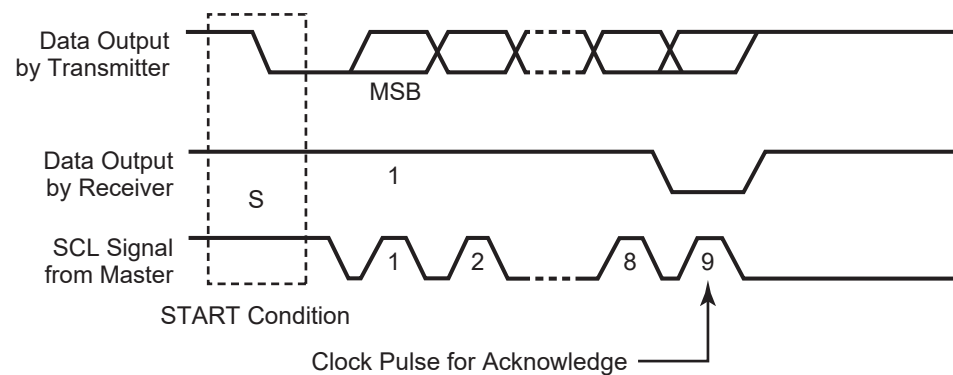 Data Output
by Transmitter
MSB
Data Output
by Receiver
1
S
SCL Signal
from Master
1
2
8
9
START Condition
Clock Pulse for Acknowledge